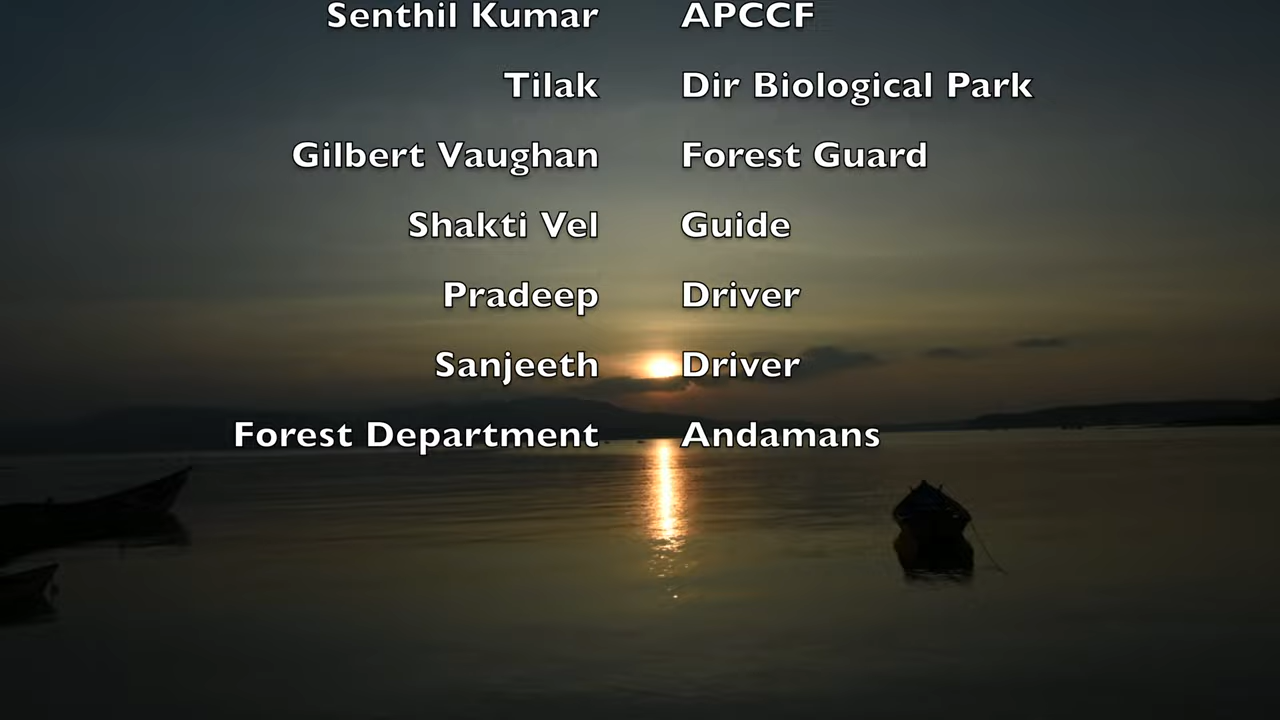 Senthil Kumar APCCF
Tilak Dir Biological Park
Gilbert Vaughan Forest Guard
Shakti Vel Guide
Pradeep Driver
Sanjeeth Driver
Forest Department Andamans